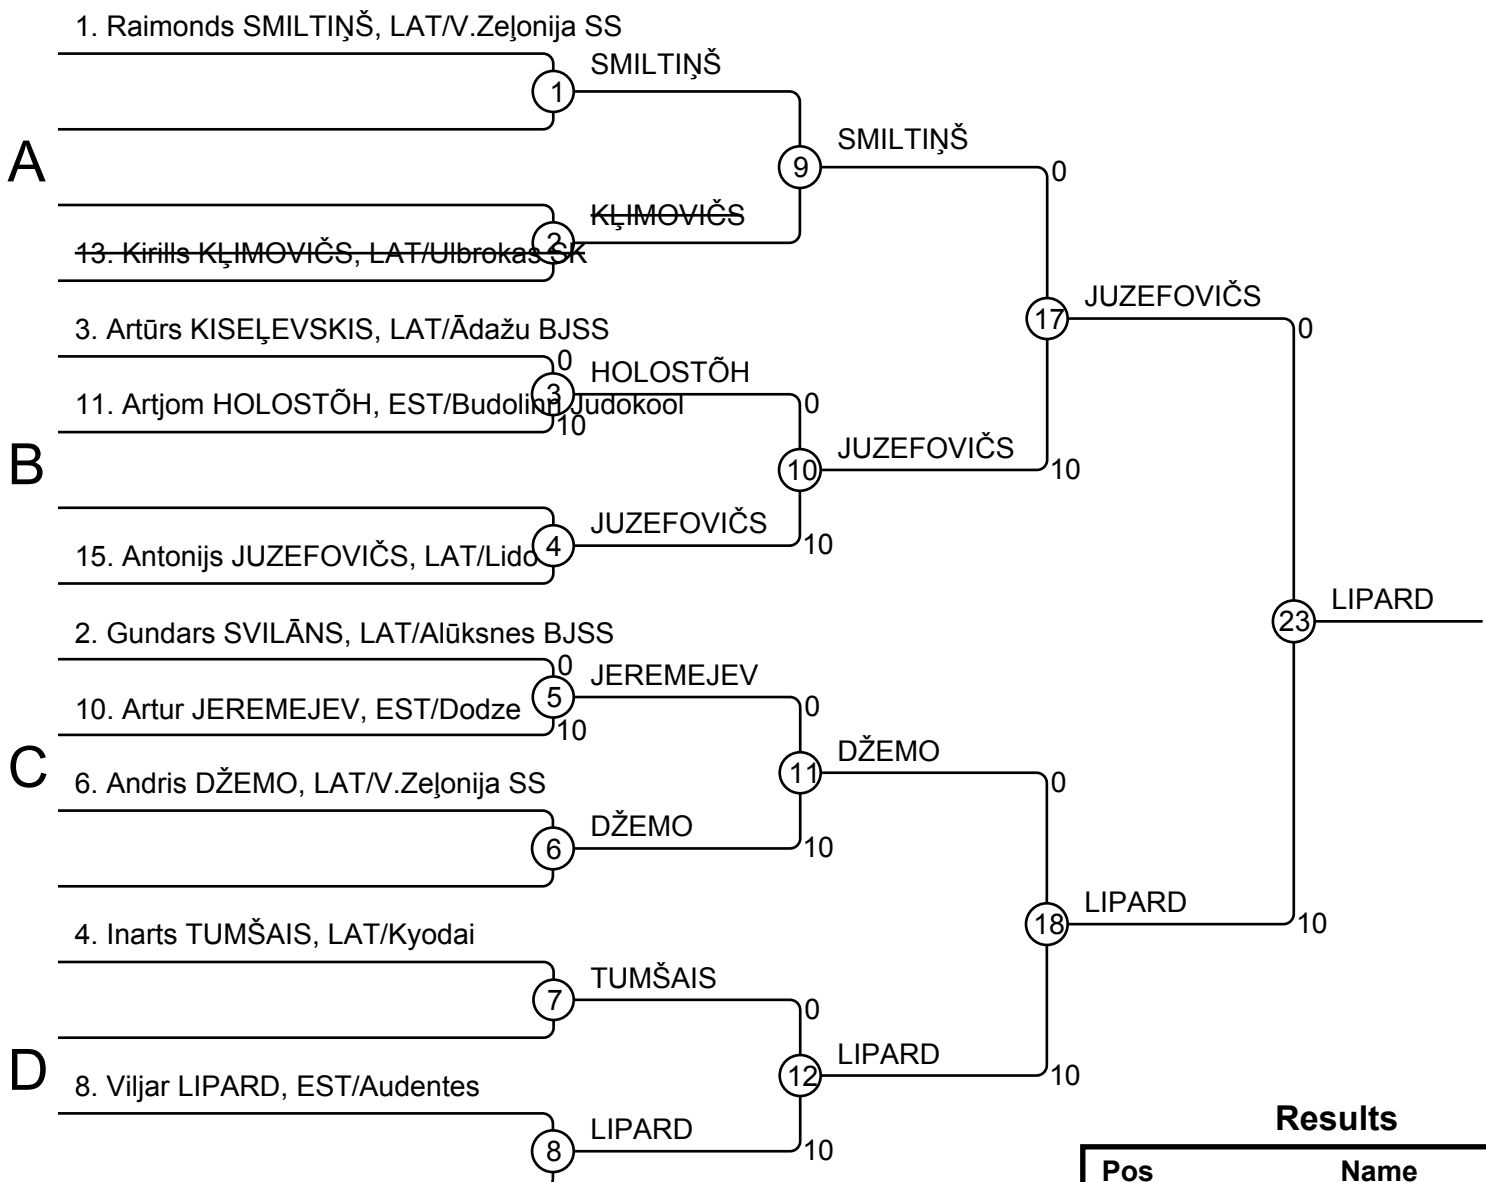 1. Raimonds SMILTIŅŠ, LAT/V.Zeļonija SS
SMILTIŅŠ
1
SMILTIŅŠ
A
9
0
KĻIMOVIČS
2
13. Kirills KĻIMOVIČS, LAT/Ulbrokas SK
JUZEFOVIČS
17
0
3. Artūrs KISEĻEVSKIS, LAT/Ādažu BJSS
0
HOLOSTÕH
3
0
11. Artjom HOLOSTÕH, EST/Budolinn Judokool
10
JUZEFOVIČS
B
10
10
JUZEFOVIČS
4
10
15. Antonijs JUZEFOVIČS, LAT/Lido
LIPARD
23
2. Gundars SVILĀNS, LAT/Alūksnes BJSS
0
JEREMEJEV
5
0
10. Artur JEREMEJEV, EST/Dodze
10
DŽEMO
C
11
0
6. Andris DŽEMO, LAT/V.Zeļonija SS
DŽEMO
6
10
LIPARD
18
10
4. Inarts TUMŠAIS, LAT/Kyodai
TUMŠAIS
7
0
LIPARD
D
12
10
8. Viljar LIPARD, EST/Audentes
LIPARD
8
10
Results
Pos Name